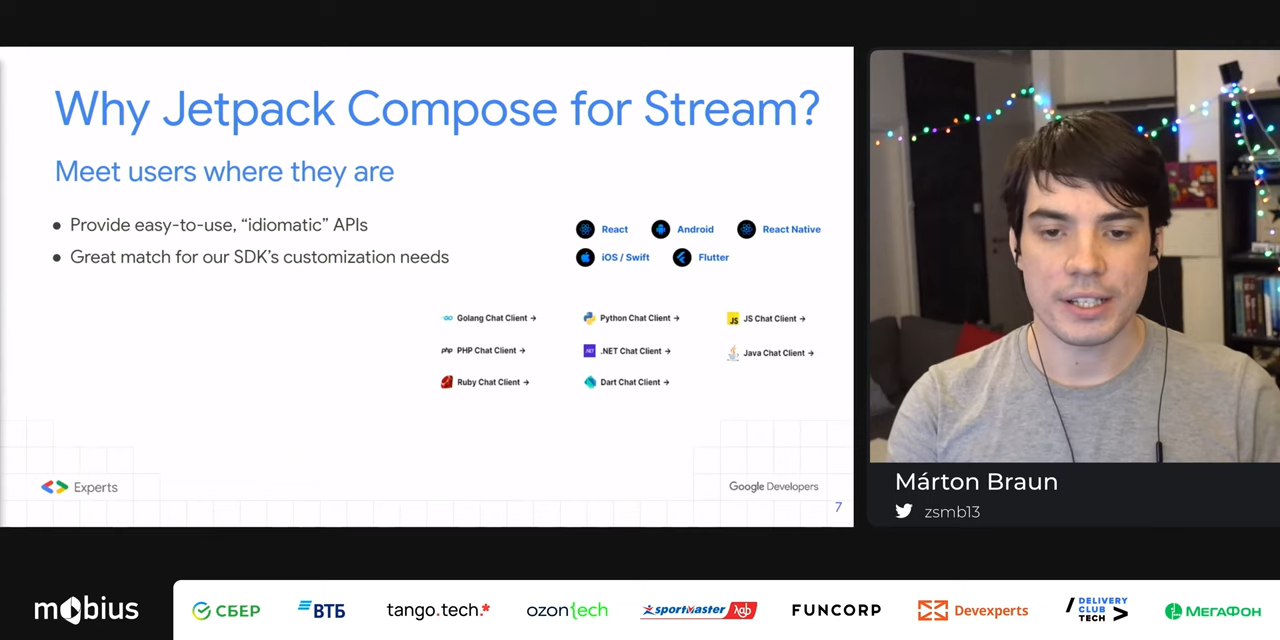 Why Jetpack Compose for Stream?
Meet users where they are
• Provide easy-to-use, “idiomatic” APIs
• Great match for our SDK’s customization needs
React Android React Native
iOS / Swift Flutter
Golang Chat Client → Python Chat Client → JS Chat Client →
php PHP Chat Client → .NET .NET Chat Client → Java Chat Client →
Ruby Chat Client → Dart Chat Client →
Experts
Google Developers
7
Márton Braun
zsmb13
mobius СБЕР ВТБ tango.tech.* ozon{ech sportmaster lab FUNCORP Devexperts / DELIVERY CLUB TECH > МЕГАФОН